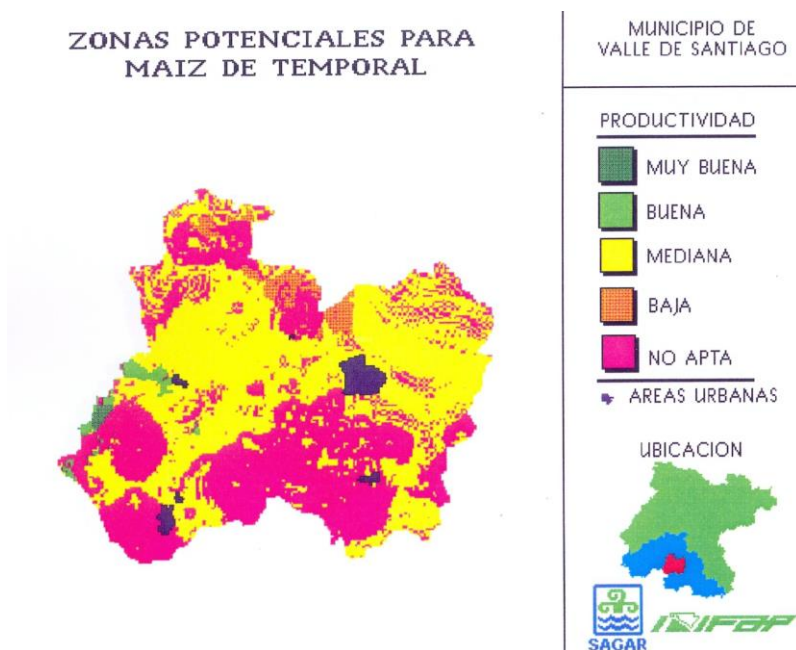 ZONAS POTENCIALES PARA
MAIZ DE TEMPORAL
MUNICIPIO DE
VALLE DE SANTIAGO
PRODUCTIVIDAD
MUY BUENA
BUENA
MEDIANA
BAJA
NO APTA
AREAS URBANAS
UBICACION
SAGAR
INIFAP